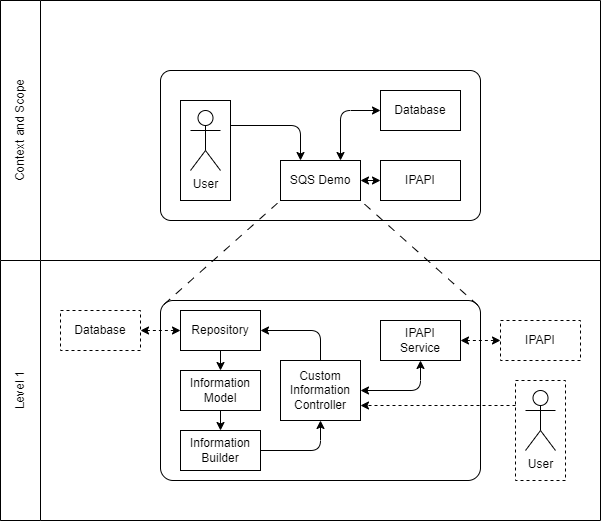 Context and Scope
User
SQS Demo
Database
IPAPI
Level 1
Database
Repository
Information
Model
Information
Builder
Custom
Information
Controller
IPAPI
Service
IPAPI
User